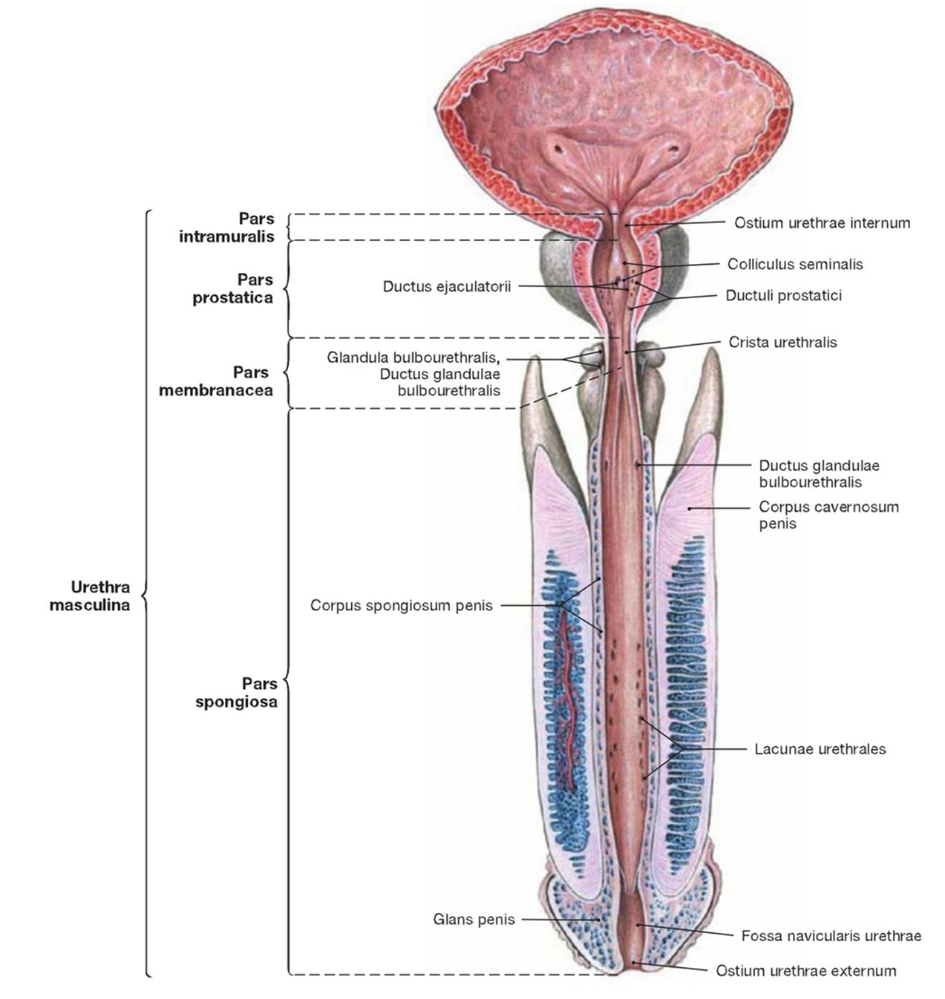 Pars
intramuralis
Ostium urethrae internum
Pars
prostatica
Colliculus seminalis
Ductus ejaculatorii
Ductuli prostatici
Crista urethralis
Glandula bulbourethralis,
Ductus glandulae
bulbourethralis
Pars
membranacea
Ductus glandulae
bulbourethralis
Corpus cavernosum
penis
Urethra
masculina
Corpus spongiosum penis
Pars
spongiosa
Lacunae urethrales
Glans penis
Fossa navicularis urethrae
Ostium urethrae externum